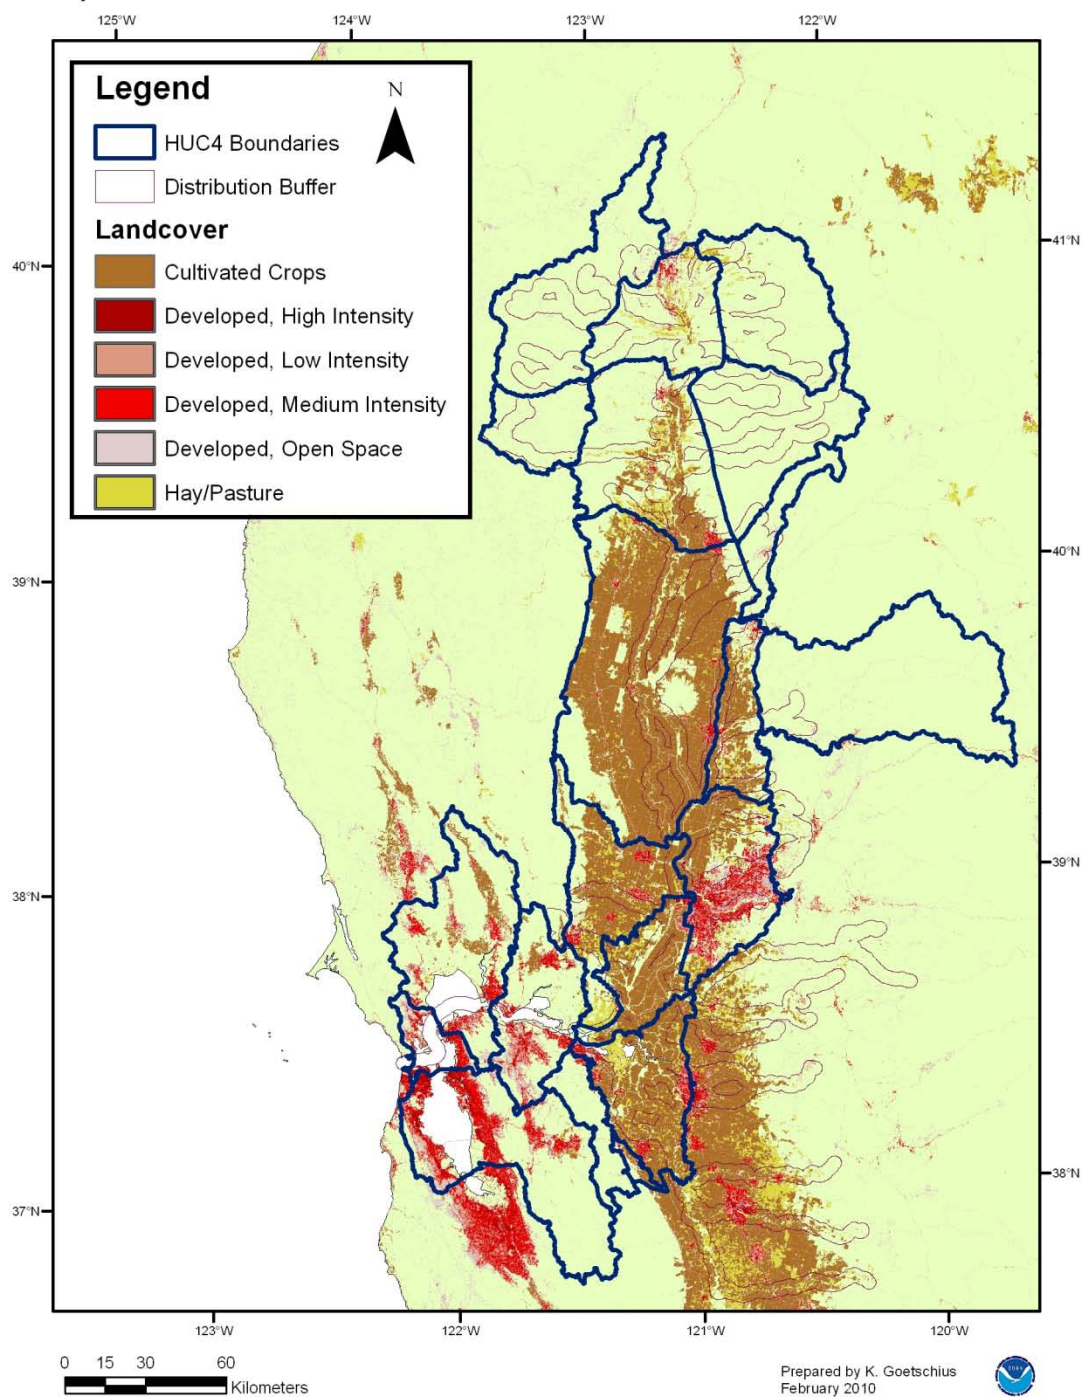 125°W 124°W 123°W 122°W
Legend
N
HUC4 Boundaries
Distribution Buffer
Landcover
Cultivated Crops
Developed, High Intensity
Developed, Low Intensity
Developed, Medium Intensity
Developed, Open Space
Hay/Pasture
41°N
40°N
40°N
39°N
39°N
38°N
38°N
37°N
123°W 122°W 121°W 120°W
0 15 30 60
Kilometers
Prepared by K. Goetschius
February 2010